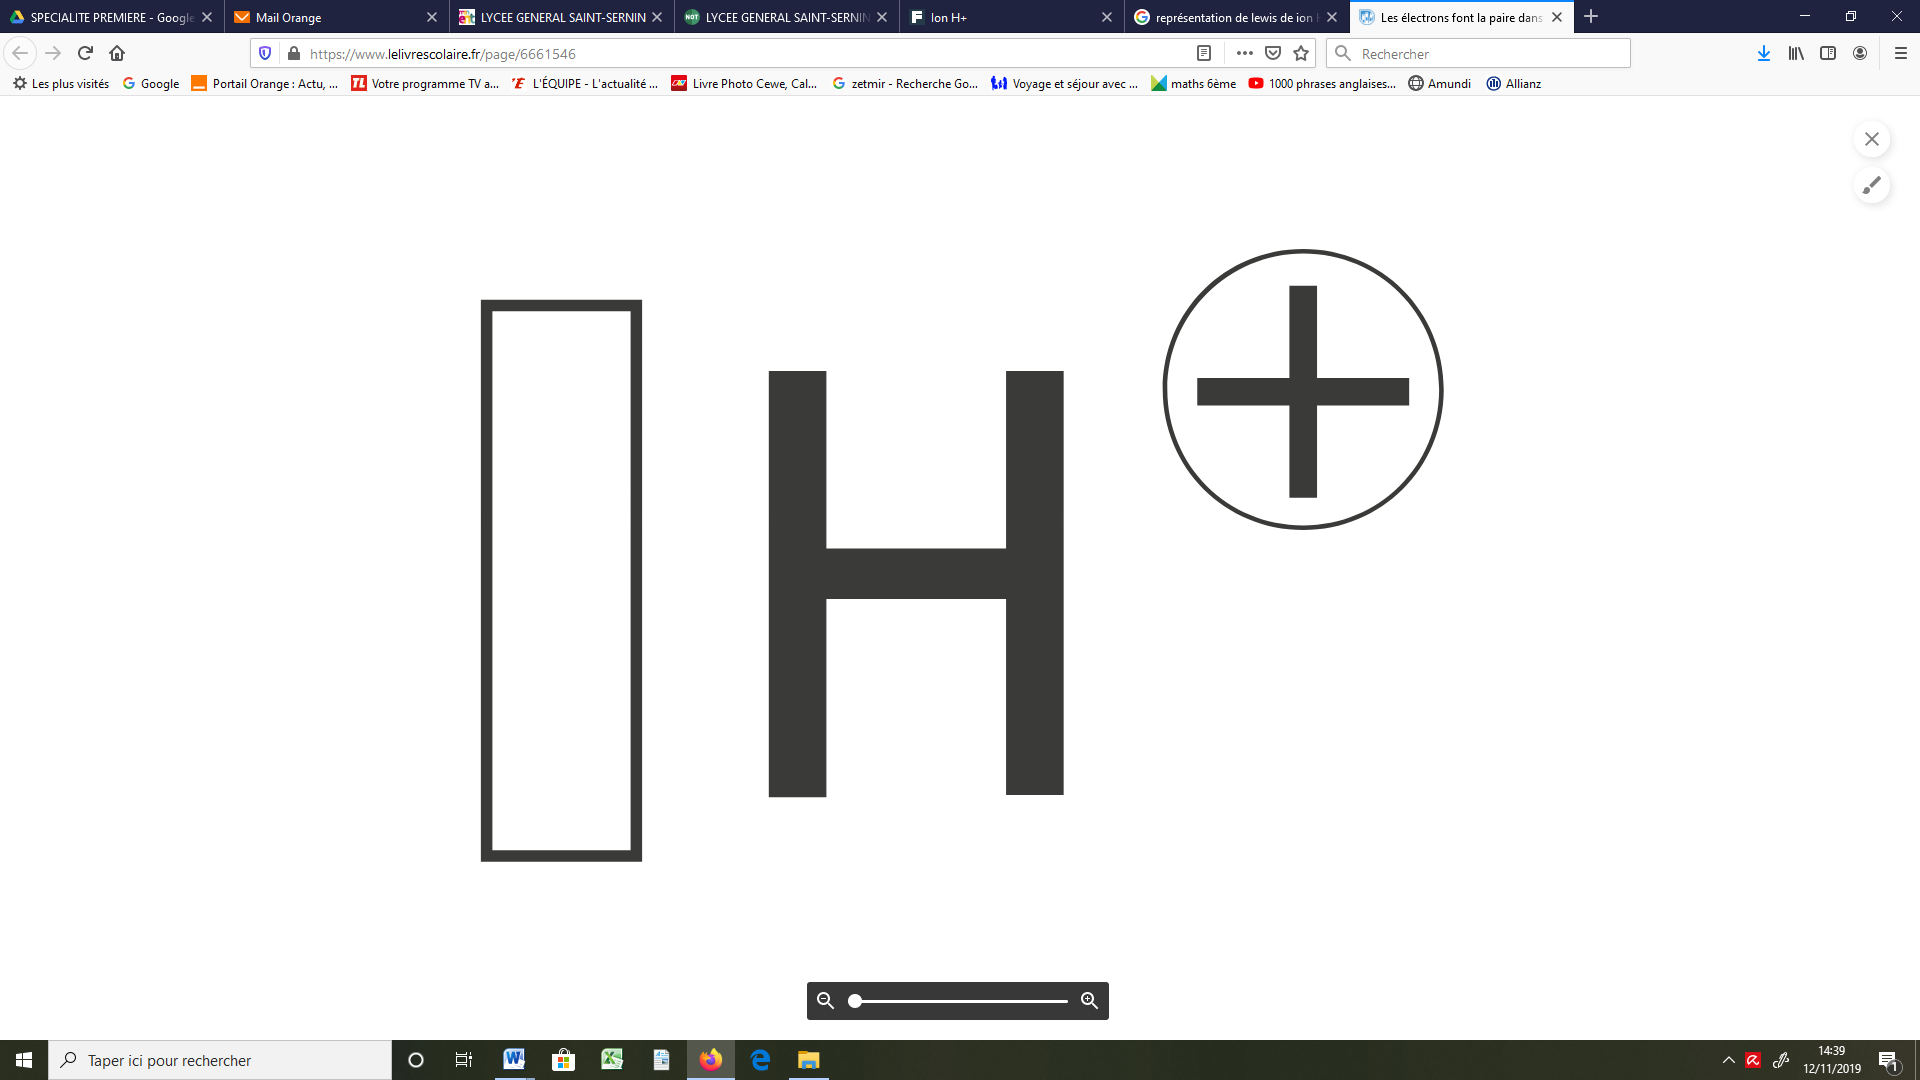 SPECIALITE PREMIERE - Google
Mail Orange
LYCEE GENERAL SAINT-SERNIN
LYCEE GENERAL SAINT-SERNIN
Ion H+
représentation de lewis de ion H
Les électrons font la paire dans
https://www.lelivrescolaire.fr/page/6661546
Rechercher
Les plus visités
Google
Portail Orange : Actu, ...
Votre programme TV a...
L'ÉQUIPE - L'actualité ...
Livre Photo Cewe, Cal...
zetmir - Recherche Go...
Voyage et séjour avec ...
maths 6ème
1000 phrases anglaises...
Amundi
Allianz
H +
Taper ici pour rechercher
14:39
12/11/2019
1